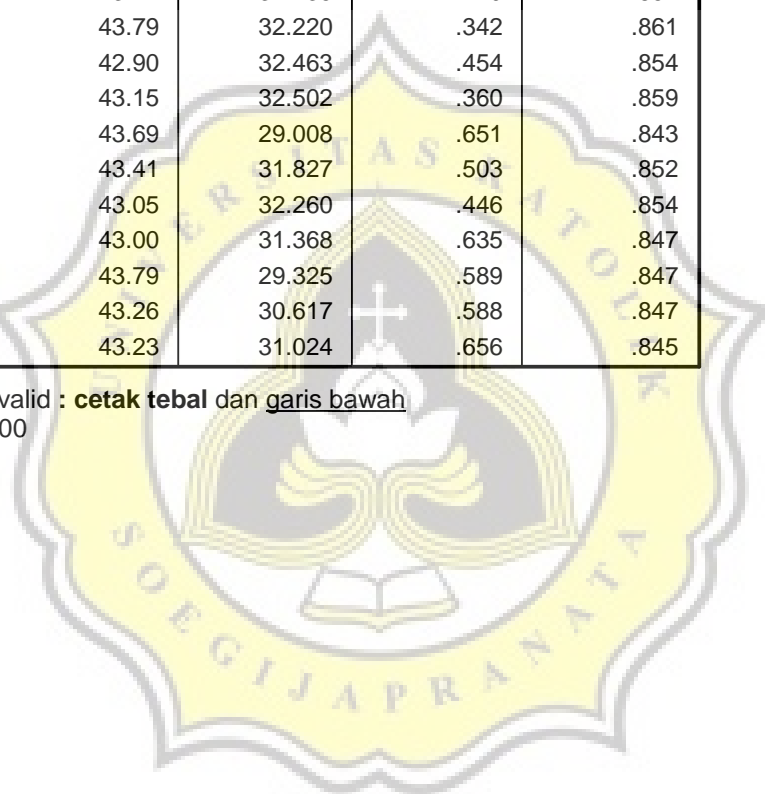 43.79 32.220 .342 .861
42.90 32.463 .454 .854
43.15 32.502 .360 .859
43.69 29.008 .651 .843
43.41 31.827 .503 .852
43.05 32.260 .446 .854
43.00 31.368 .635 .847
43.79 29.325 .589 .847
43.26 30.617 .588 .847
43.23 31.024 .656 .845
valid : cetak tebal dan garis bawah
00
UNIVERSITAS KATOLIK
SOEGIJAPRANATA